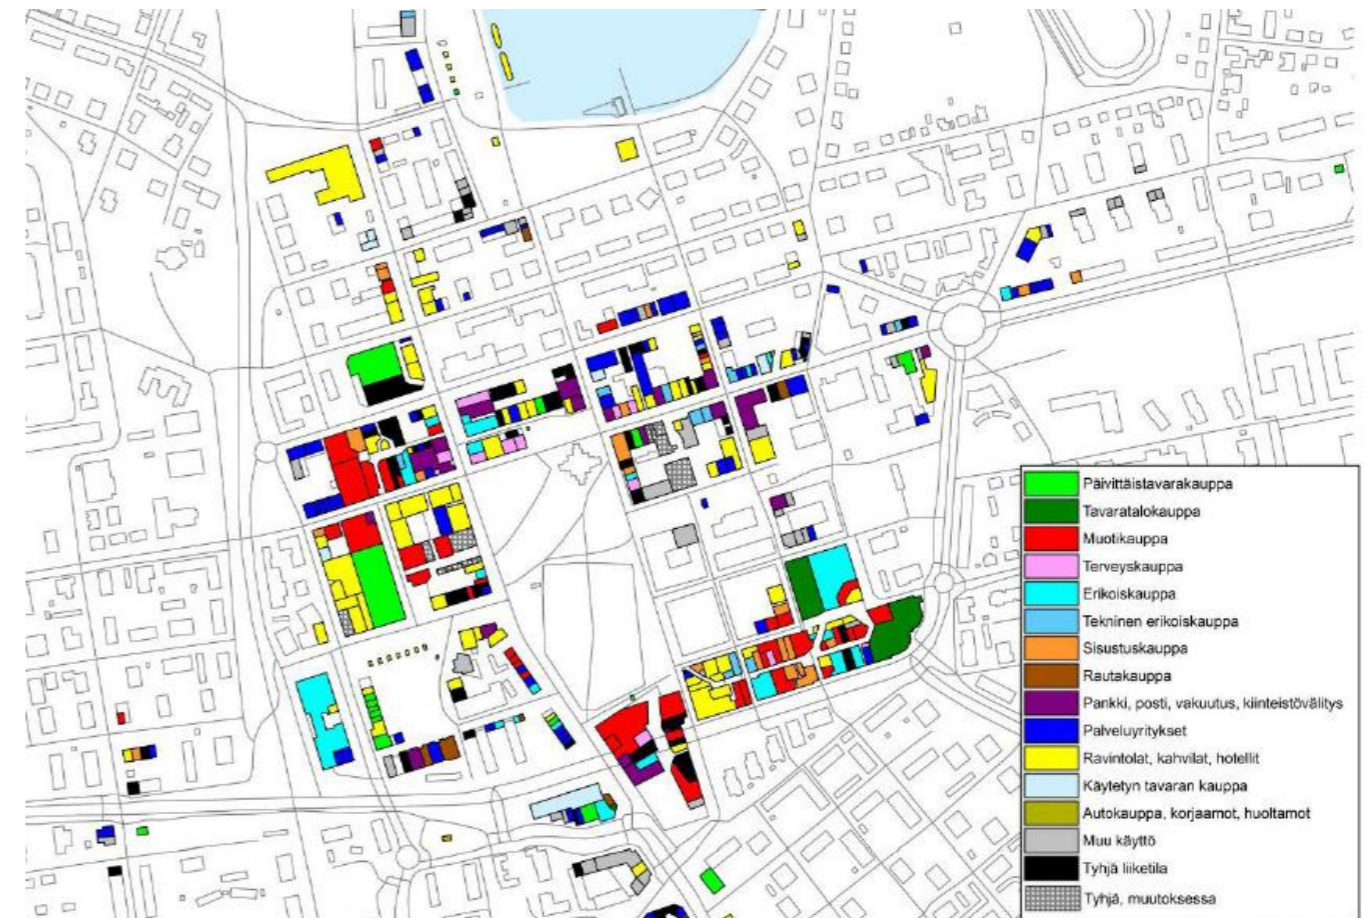 Päivittäistavarakauppa
Tavaratalokauppa
Muotikauppa
Terveyskauppa
Erikoiskauppa
Tekninen erikoiskauppa
Sisustuskauppa
Rautakauppa
Pankki, posti, vakuutus, kiinteistövälitys
Palveluyritykset
Ravintolat, kahvilat, hotellit
Käytetyn tavaran kauppa
Autokauppa, korjaamot, huoltamot
Muu käyttö
Tyhjä liiketila
Tyhjä, muutoksessa